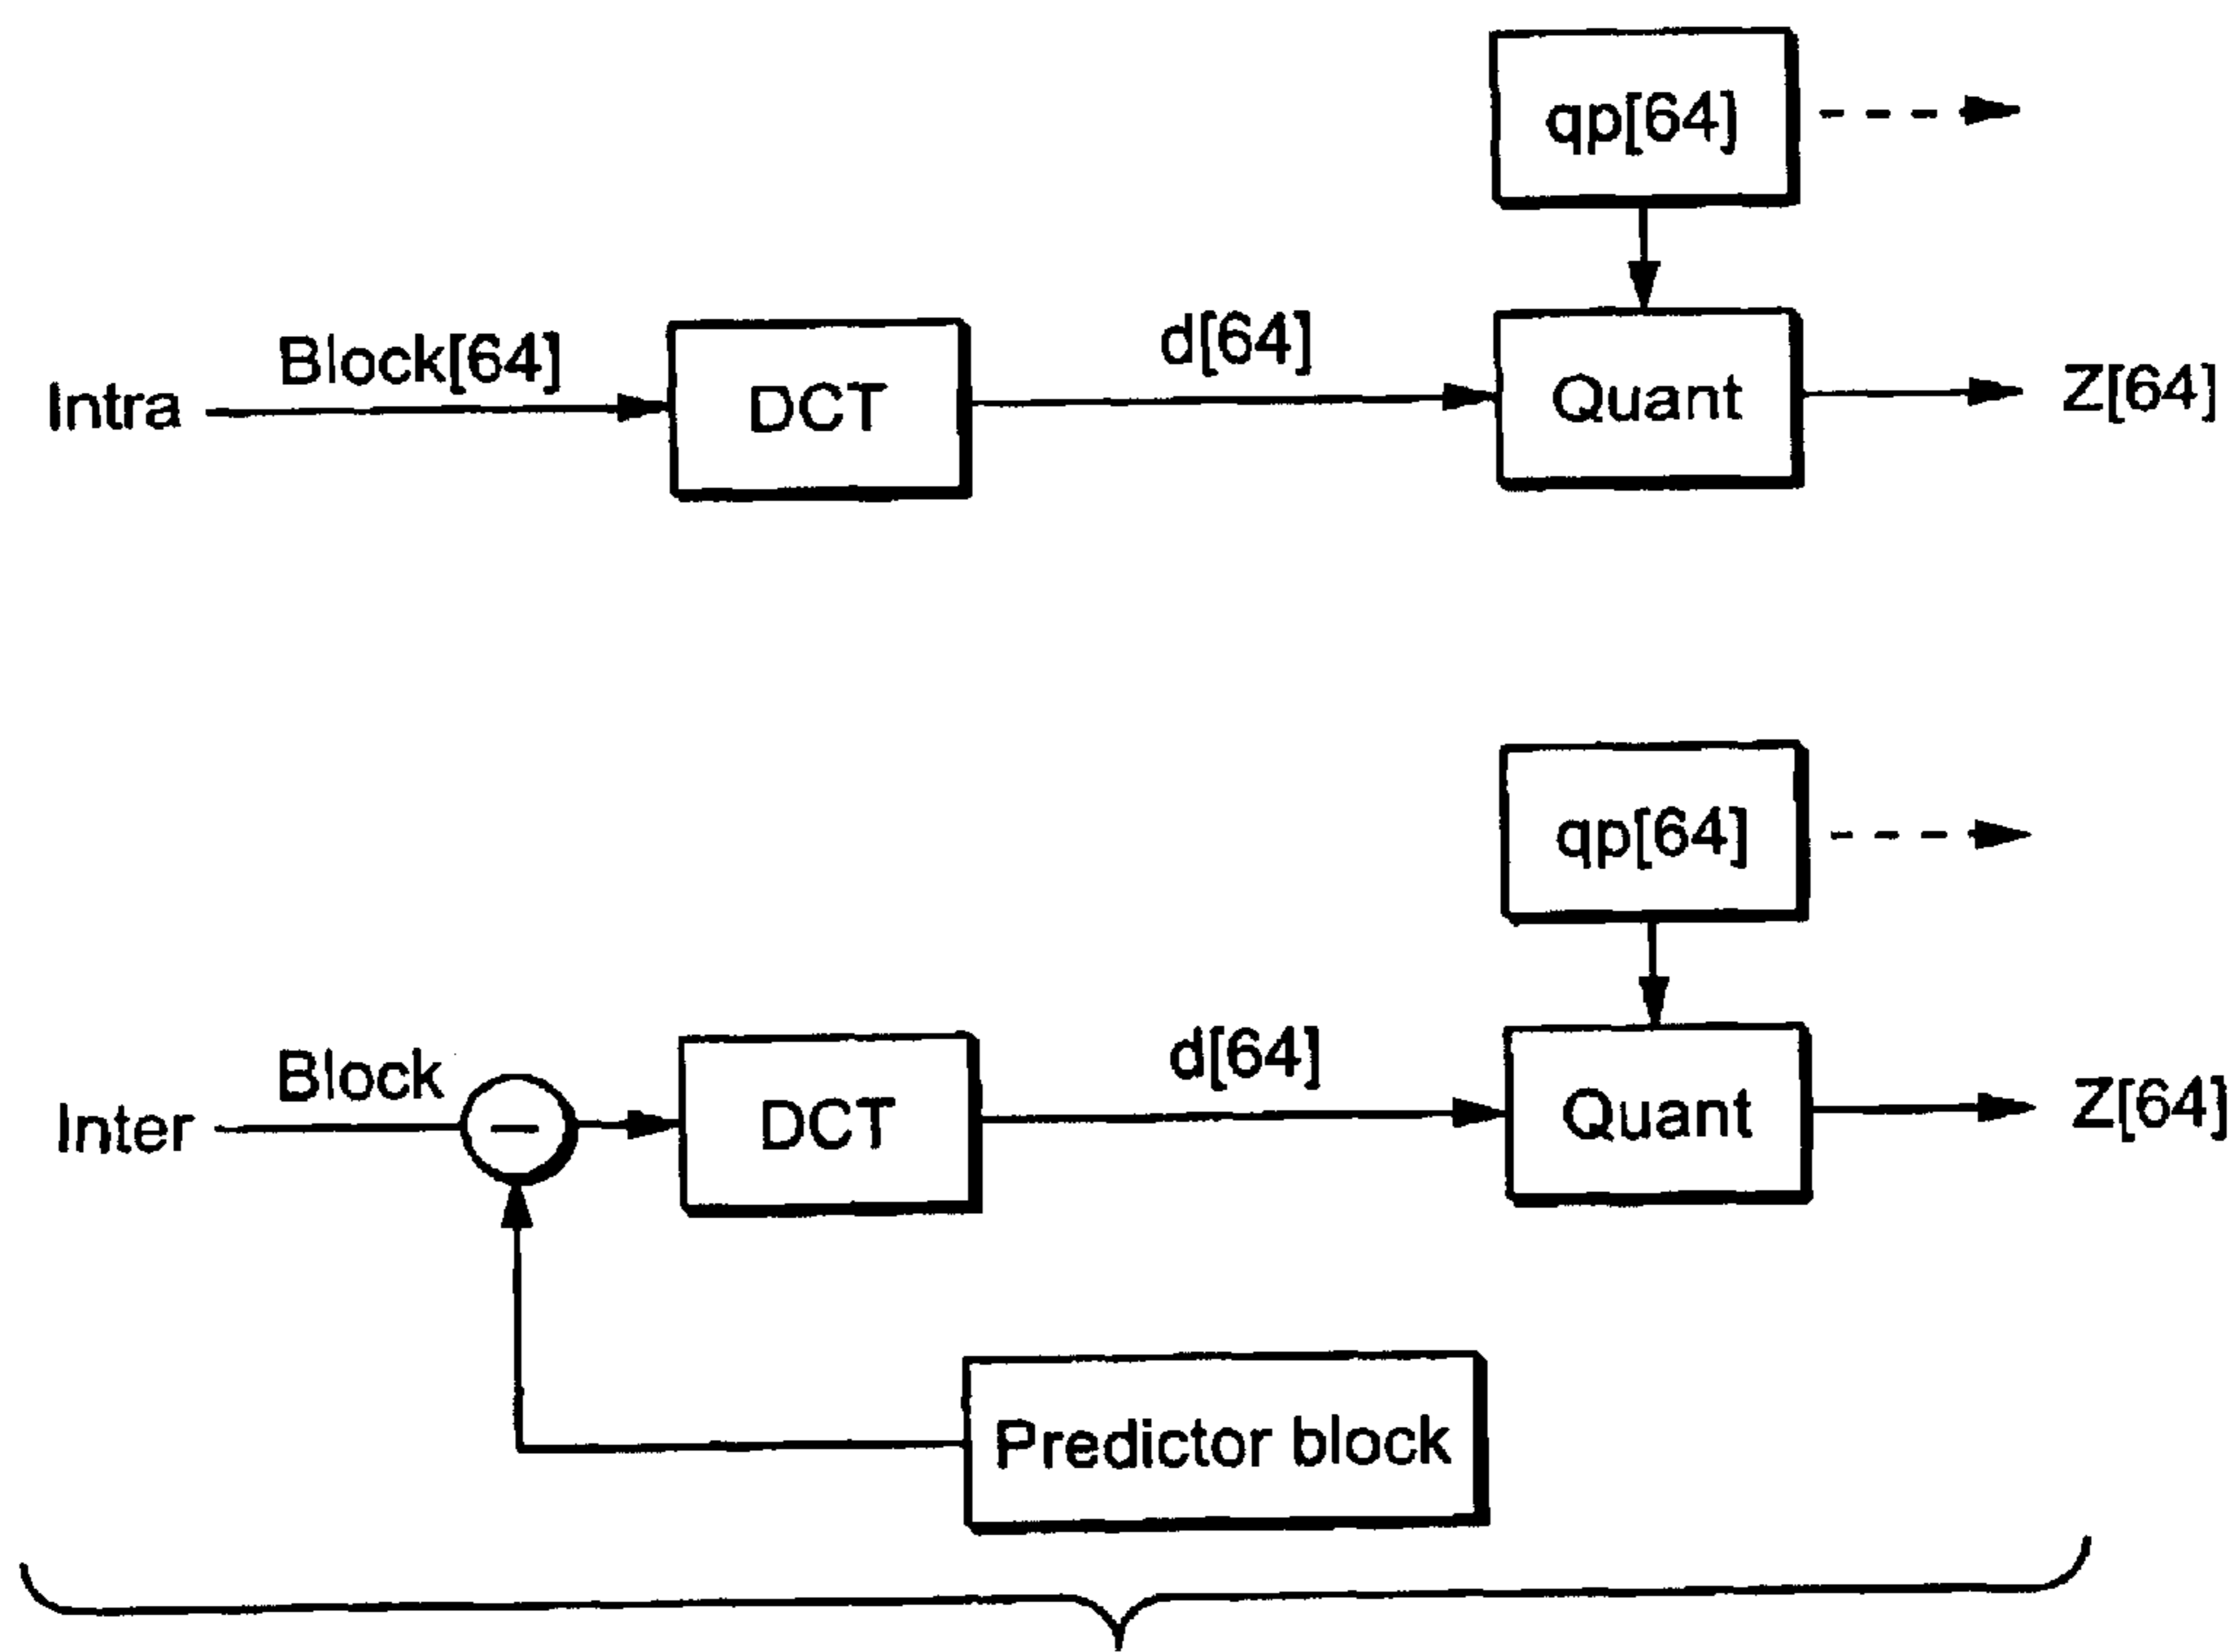 qp[64]
Block[64]
d[64]
Intra
DCT
Quant
Z[64]
qp[64]
Block
d[64]
Inter
−
DCT
Quant
Z[64]
Predictor block